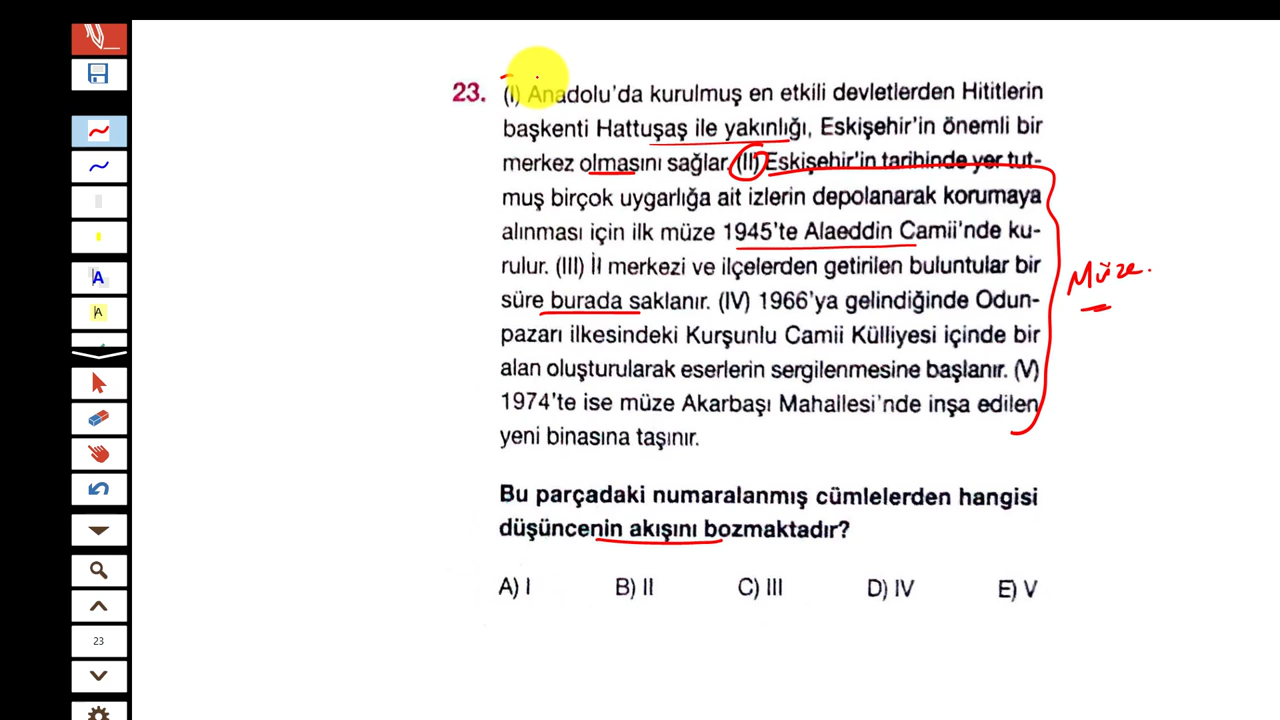 23. (I) Anadolu'da kurulmuş en etkili devletlerden Hititlerin
başkenti Hattuşaş ile yakınlığı, Eskişehir'in önemli bir
merkez olmasını sağlar. (II) Eskişehir'in tarihinde yer tut-
muş birçok uygarlığa ait izlerin depolanarak korumaya
alınması için ilk müze 1945'te Alaeddin Camii'nde ku-
rulur. (III) İl merkezi ve ilçelerden getirilen buluntular bir
süre burada saklanır. (IV) 1966'ya gelindiğinde Odun-
pazarı ilkesindeki Kurşunlu Camii Külliyesi içinde bir
alan oluşturularak eserlerin sergilenmesine başlanır. (V)
1974'te ise müze Akarbaşı Mahallesi'nde inşa edilen
yeni binasına taşınır.
Müze.
Bu parçadaki numaralanmış cümlelerden hangisi
düşüncenin akışını bozmaktadır?
A) I B) II C) III D) IV E) V
A
A
23